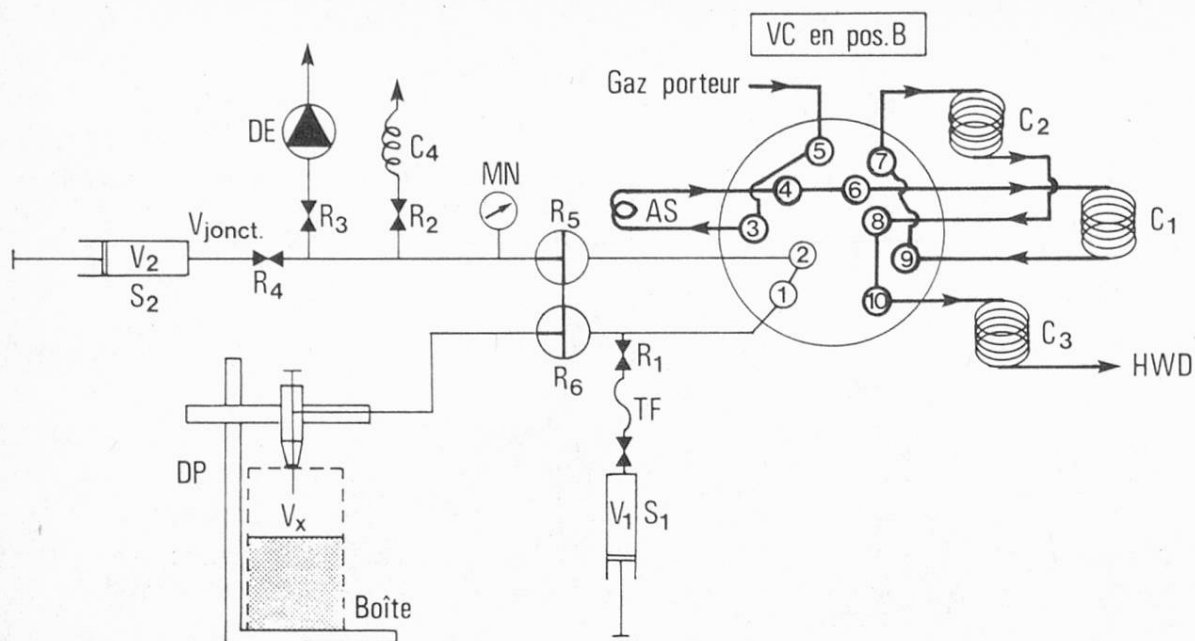 VC en pos.B
Gaz porteur
DE
C4
MN
R3
R2
Vjonct.
V2
S2
R4
R5
R6
AS
5
7
4
6
3
8
2
9
1
10
C2
C1
C3
HWD
R1
TF
V1 S1
DP
Vx
Boîte